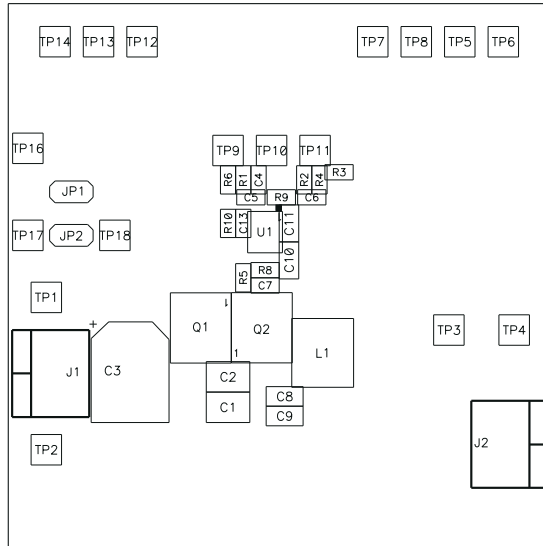 TP14 TP13 TP12 TP7 TP8 TP5 TP6
TP16 TP9 TP10 TP11
R3
R6 R1 C4 R2 R4
JP1
C5 R9 C6
R10 C13 C11
TP17 JP2 TP18 U1
C10
R8
R5 C7
TP1
1
+ Q1 Q2 TP3 TP4
1 L1
J1 C3
C2
C8
C1
C9
TP2 J2